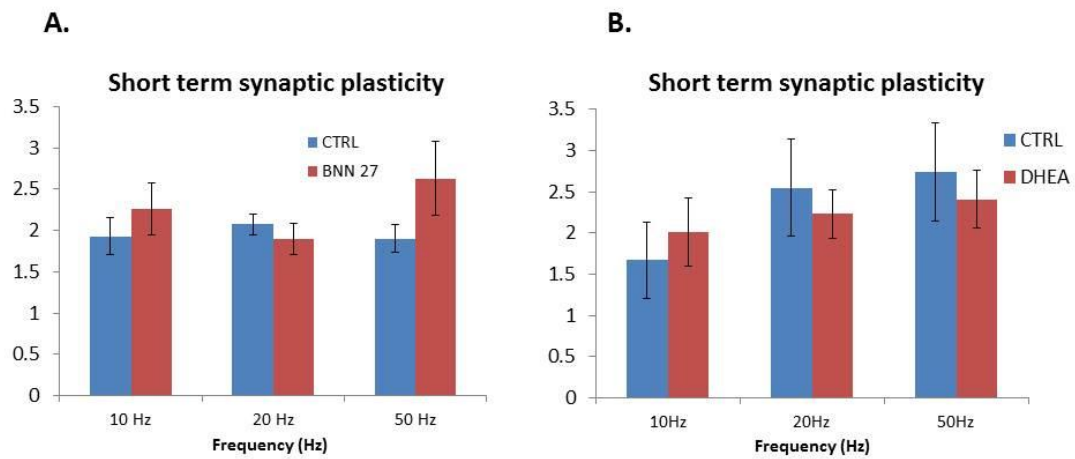 A.
Short term synaptic plasticity
3.5
3
2.5
2
1.5
1
0.5
0
CTRL
BNN 27
10 Hz 20 Hz 50 Hz
Frequency (Hz)
B.
Short term synaptic plasticity
3.5
3
2.5
2
1.5
1
0.5
0
CTRL
DHEA
10Hz 20Hz 50Hz
Frequency (Hz)